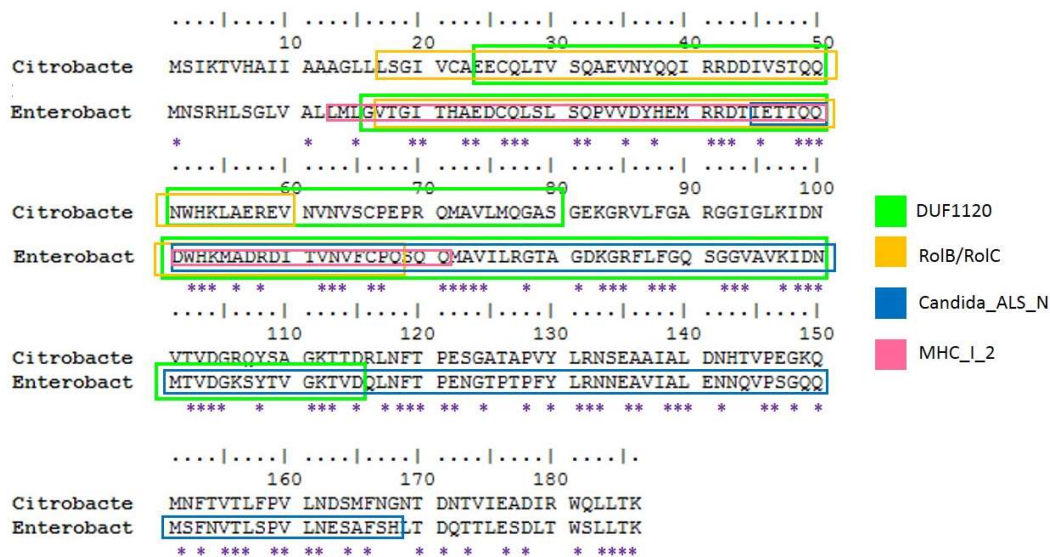 ....|....|....|....|....|....|....|....|....|....|
10 20 30 40 50
Citrobacte MSIKTVHAII AAAGLLLSGI VCAEECQLTV SQAEVNYQQI RRDDIVSTQQ
Enterobact MNSRHLSGLV ALLMLGVTGI THAEDCQLSLS SQPVVDYHEM RRDTIETTQQ
* * * ** ** *** ** * * *** * ***
....|....|....|....|....|....|....|....|....|....|
60 70 80 90 100
Citrobacte NWHKLAEREV NVNVSCPEPR QMAVLMQGAS GEKGRVLFGA RGGIGLKIDN
Enterobact DWHKMADRDI TVNVFCPQSQ QMAVILRGTA GDKGRFLFGQ SGGVAVKIDN
*** * * *** ** ***** * * *** *** *** ****
....|....|....|....|....|....|....|....|....|....|
110 120 130 140 150
Citrobacte VTVDGRQYSA GKTTDRLNFT PESGATAPVY LRNSEAAIAL DNHTVPEGKQ
Enterobact MTVDGKSYTV GKTVDQLNFT PENGTPTPFY LRNNEAVIAL ENNQVPSGQQ
**** * *** * **** ** * * * *** ** *** * ** * *
....|....|....|....|....|....|....|....|....|.
160 170 180
Citrobacte MNFTVTLFPV LNDSMFNGNT DNTVIEADIR WQLLTK
Enterobact MSFNVTLSPV LNESAFSHLT DQTTLESDLT WSLLTK
* * *** ** ** * * * * * * * * ****
DUF1120
RolB/RolC
Candida_ALS_N
MHC_I_2